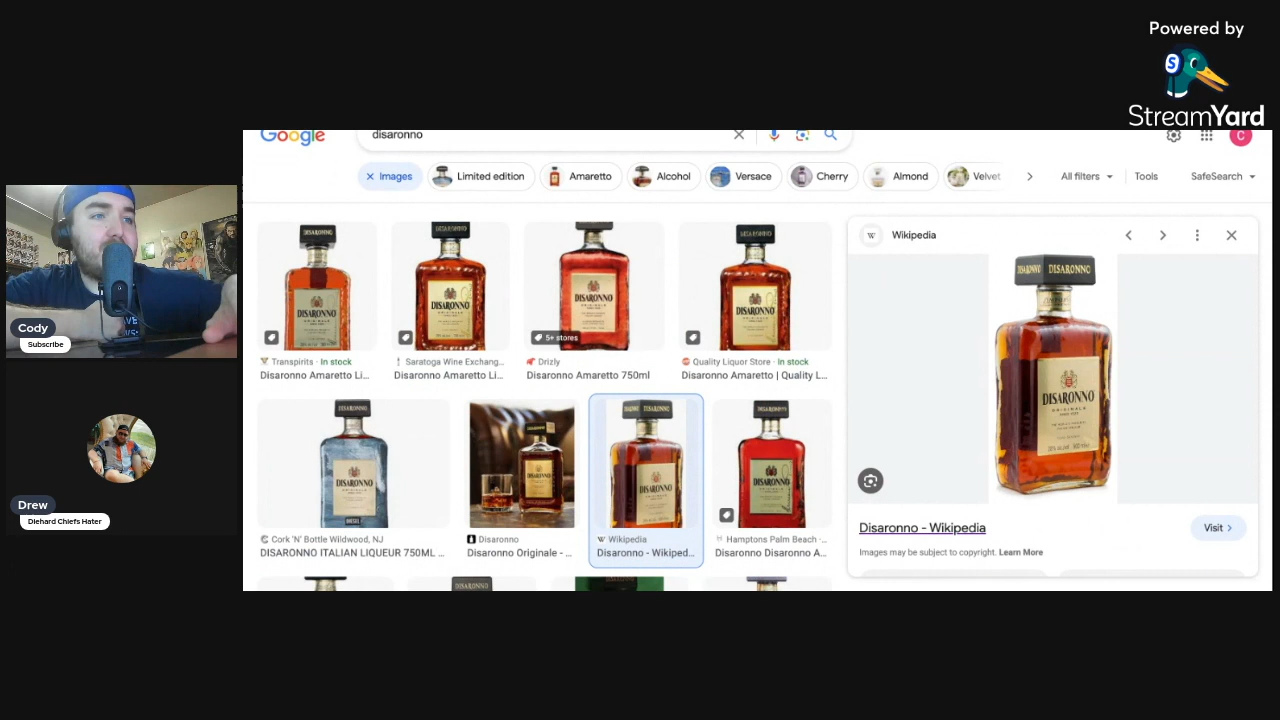 Powered by
StreamYard
Google
disaronno
Images
Limited edition
Amaretto
Alcohol
Versace
Cherry
Almond
Velvet
All filters
Tools
SafeSearch
C
W Wikipedia
DISARONNO
5+ stores
Transpirits · In stock
Disaronno Amaretto Li...
Saratoga Wine Exchang...
Disaronno Amaretto Li...
Drizly
Disaronno Amaretto 750ml
Quality Liquor Store · In stock
Disaronno Amaretto | Quality L...
Cody
Subscribe
Drew
Diehard Chiefs Hater
Cork 'N' Bottle Wildwood, NJ
DISARONNO ITALIAN LIQUEUR 750ML ...
Disaronno
Disaronno Originale - ...
W Wikipedia
Disaronno - Wikiped...
Hamptons Palm Beach ·...
Disaronno Disaronno A...
DISARONNO
ORIGINALE
Disaronno - Wikipedia
Visit
Images may be subject to copyright. Learn More